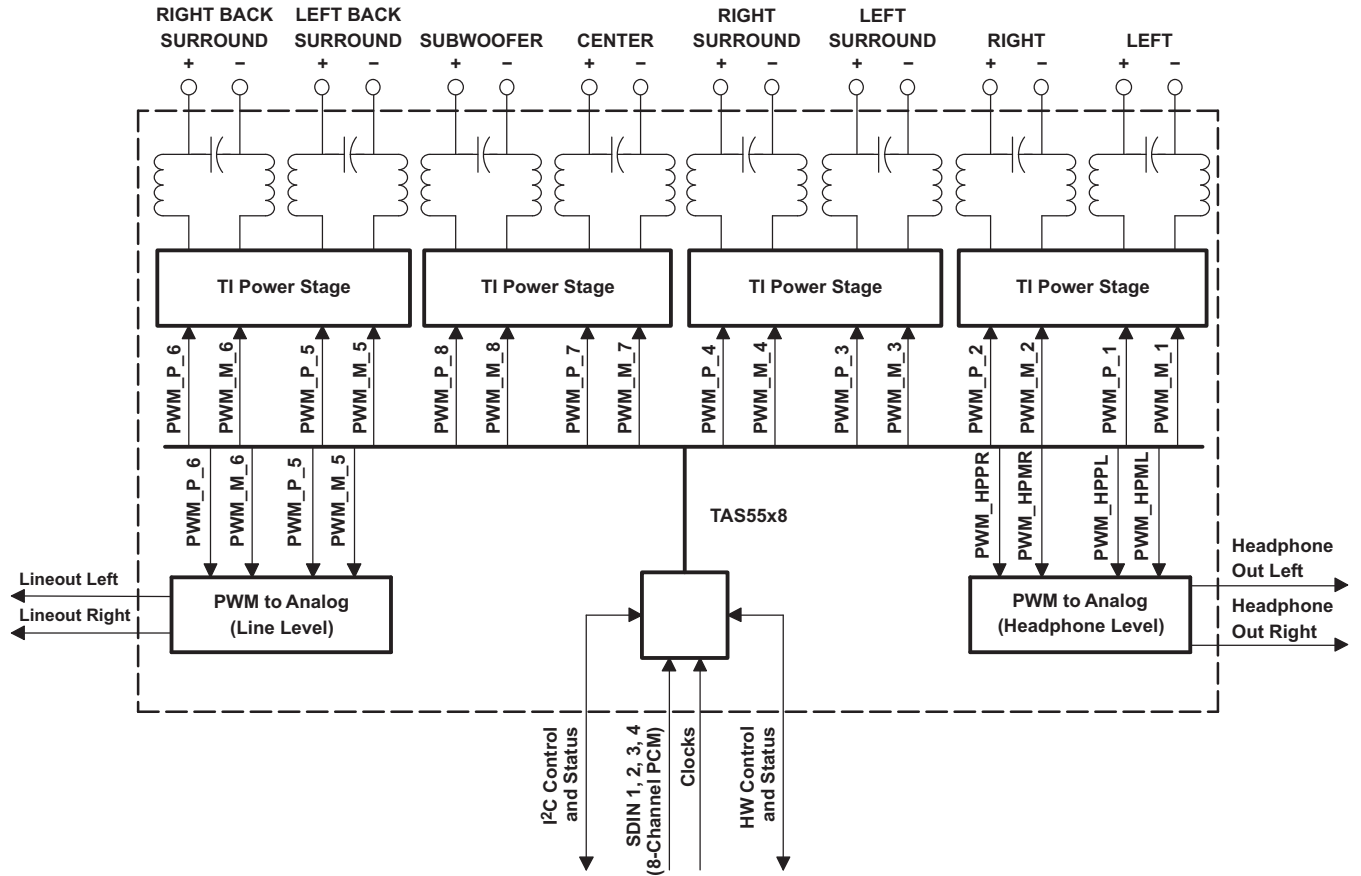 RIGHT BACK
SURROUND
LEFT BACK
SURROUND
SUBWOOFER
CENTER
RIGHT
SURROUND
LEFT
SURROUND
RIGHT
LEFT
+ − + − + − + − + − + − + − + −
TI Power Stage
TI Power Stage
TI Power Stage
TI Power Stage
PWM_P_6
PWM_M_6
PWM_P_5
PWM_M_5
PWM_P_8
PWM_M_8
PWM_P_7
PWM_M_7
PWM_P_4
PWM_M_4
PWM_P_3
PWM_M_3
PWM_P_2
PWM_M_2
PWM_P_1
PWM_M_1
PWM_P_6
PWM_M_6
PWM_P_5
PWM_M_5
TAS55x8
PWM_HPPR
PWM_HPMR
PWM_HPPL
PWM_HPML
Lineout Left
Lineout Right
PWM to Analog
(Line Level)
PWM to Analog
(Headphone Level)
Headphone
Out Left
Headphone
Out Right
I²C Control
and Status
SDIN 1, 2, 3, 4
(8-Channel PCM)
Clocks
HW Control
and Status